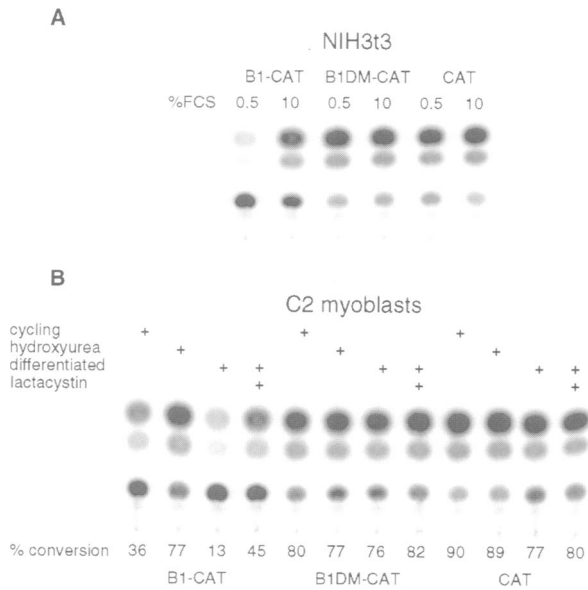 A
NIH3t3
B1-CAT B1DM-CAT CAT
%FCS 0.5 10 0.5 10 0.5 10
B
C2 myoblasts
cycling + + +
hydroxyurea + + +
differentiated + + + + + +
lactacystin + + +
% conversion 36 77 13 45 80 77 76 82 90 89 77 80
B1-CAT B1DM-CAT CAT